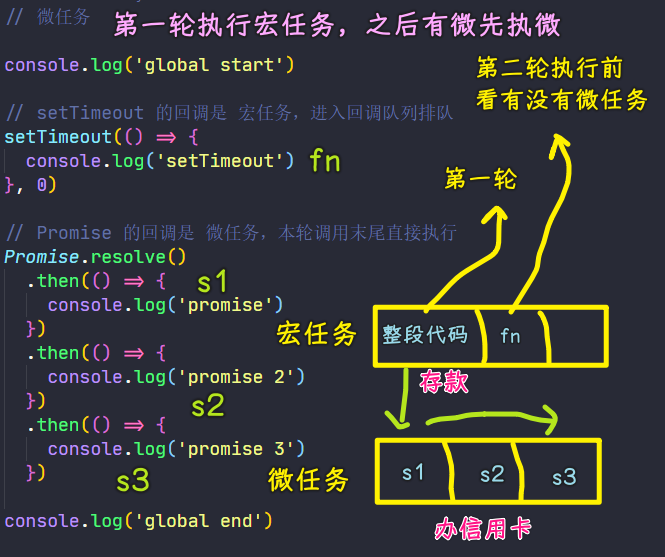 // 微任务
第一轮执行宏任务，之后有微先执微
console.log('global start')
第二轮执行前
看有没有微任务
// setTimeout 的回调是 宏任务，进入回调队列排队
setTimeout(() => {
console.log('setTimeout')
fn
}, 0)
第一轮
// Promise 的回调是 微任务，本轮调用末尾直接执行
Promise.resolve()
.then(() => {
s1
console.log('promise')
})
宏任务
整段代码
fn
.then(() => {
console.log('promise 2')
})
s2
存款
.then(() => {
console.log('promise 3')
})
s3
微任务
s1
s2
s3
console.log('global end')
办信用卡